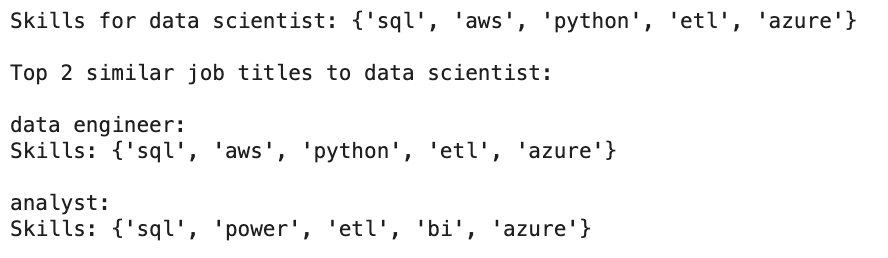 Skills for data scientist: {'sql', 'aws', 'python', 'etl', 'azure'}
Top 2 similar job titles to data scientist:
data engineer:
Skills: {'sql', 'aws', 'python', 'etl', 'azure'}
analyst:
Skills: {'sql', 'power', 'etl', 'bi', 'azure'}